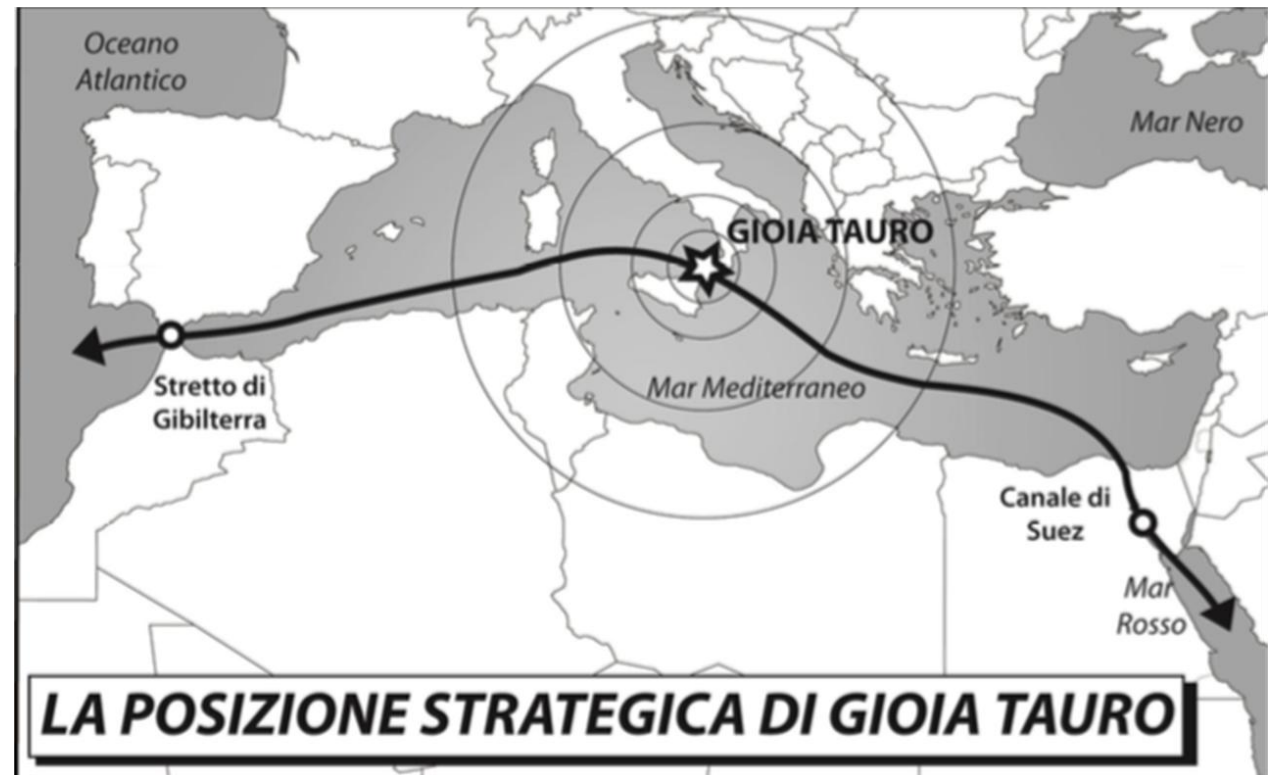 Oceano
Atlantico
Mar Nero
GIOIA TAURO
Stretto di
Gibilterra
Mar Mediterraneo
Canale di
Suez
Mar
Rosso
LA POSIZIONE STRATEGICA DI GIOIA TAURO